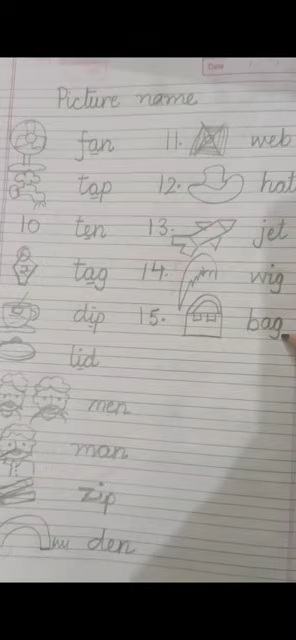 Date
Picture name
fan 11. web
tap 12. hat
10 ten 13. jet
tag 14. wig
dip 15. bag
lid
men
man
zip
den